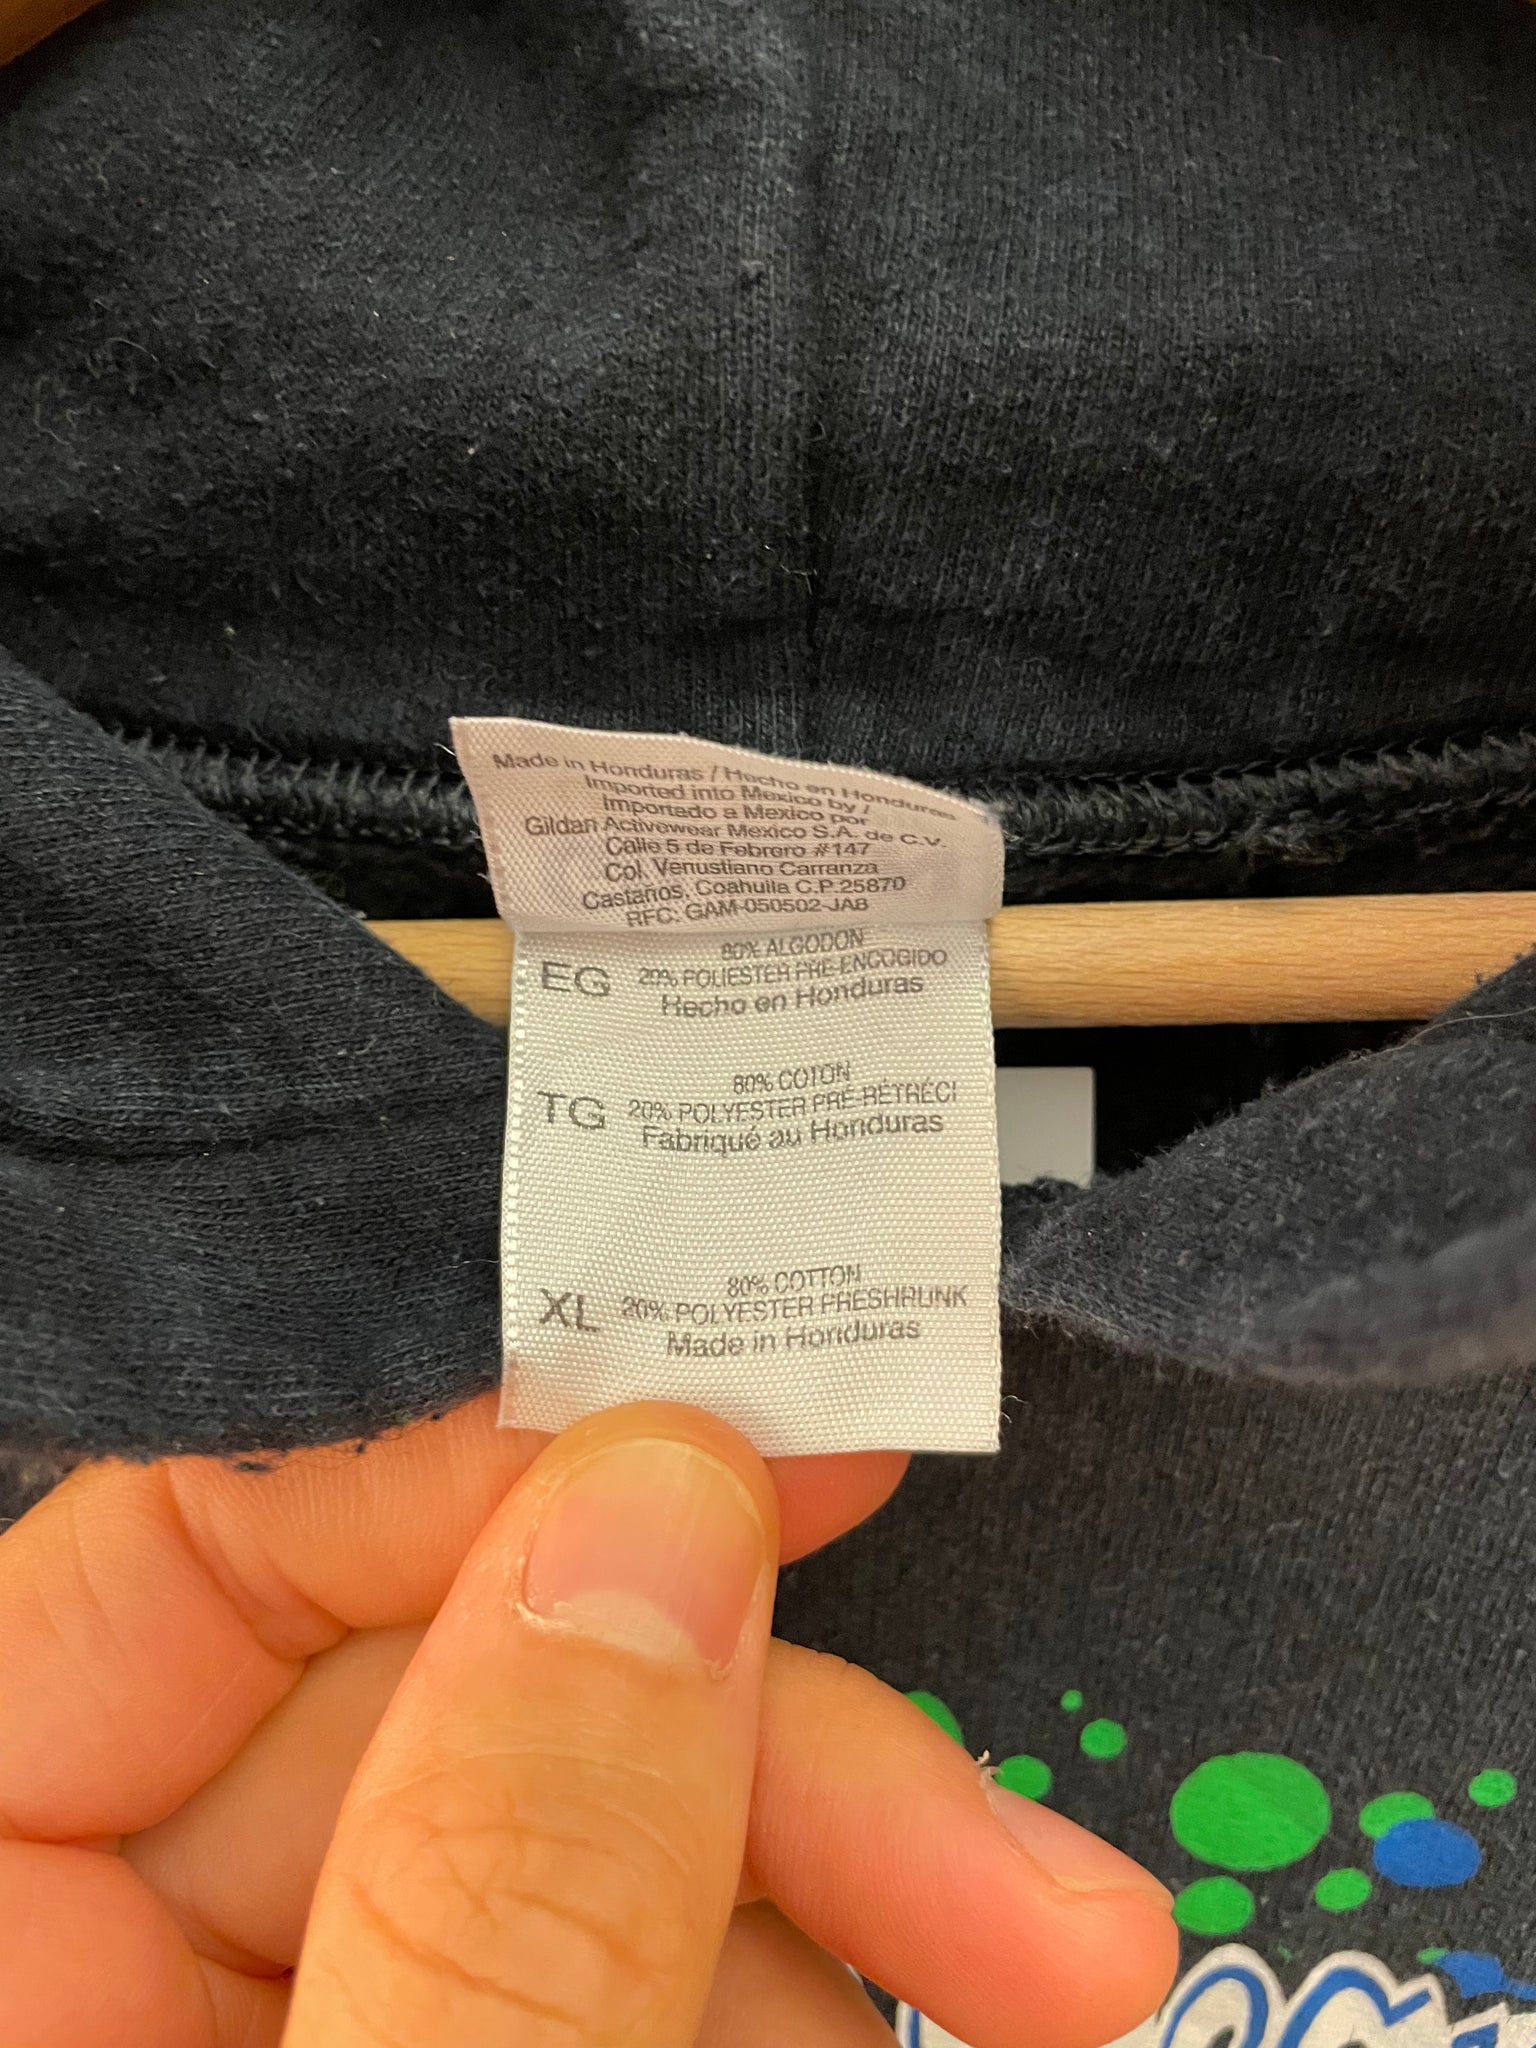 Made in Honduras / Hecho en Honduras
Imported into Mexico by /
Importado a Mexico por
Gildan Activewear Mexico S.A. de C.V.
Calle 5 de Febrero #147
Col. Venustiano Carranza
Castaños, Coahuila C.P.25870
RFC: GAM-050502-JA8
80% ALGODON
EG 20% POLIESTER PRE-ENCOGIDO
Hecho en Honduras
80% COTON
TG 20% POLYESTER PRÉ-RÉTRÉCI
Fabriqué au Honduras
80% COTTON
XL 20% POLYESTER PRESHRUNK
Made in Honduras